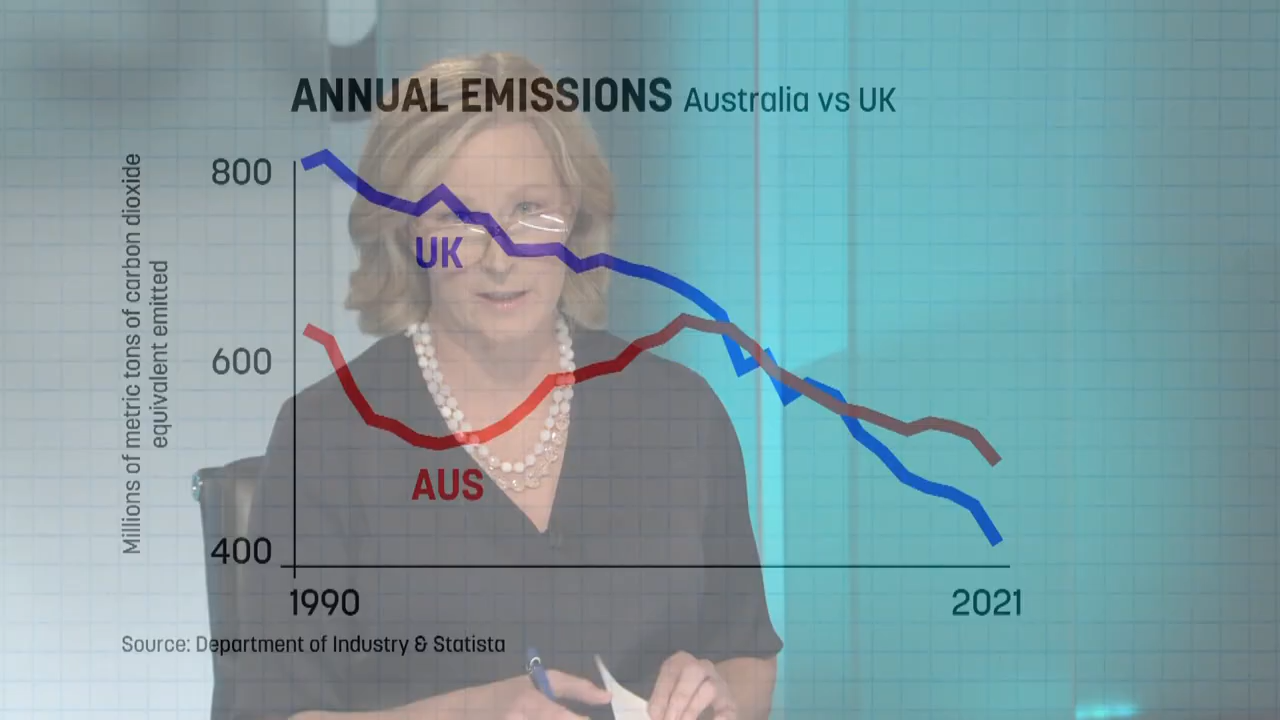 ANNUAL EMISSIONS Australia vs UK
Millions of metric tons of carbon dioxide
equivalent emitted
800
600
400
UK
AUS
1990
2021
Source: Department of Industry & Statista